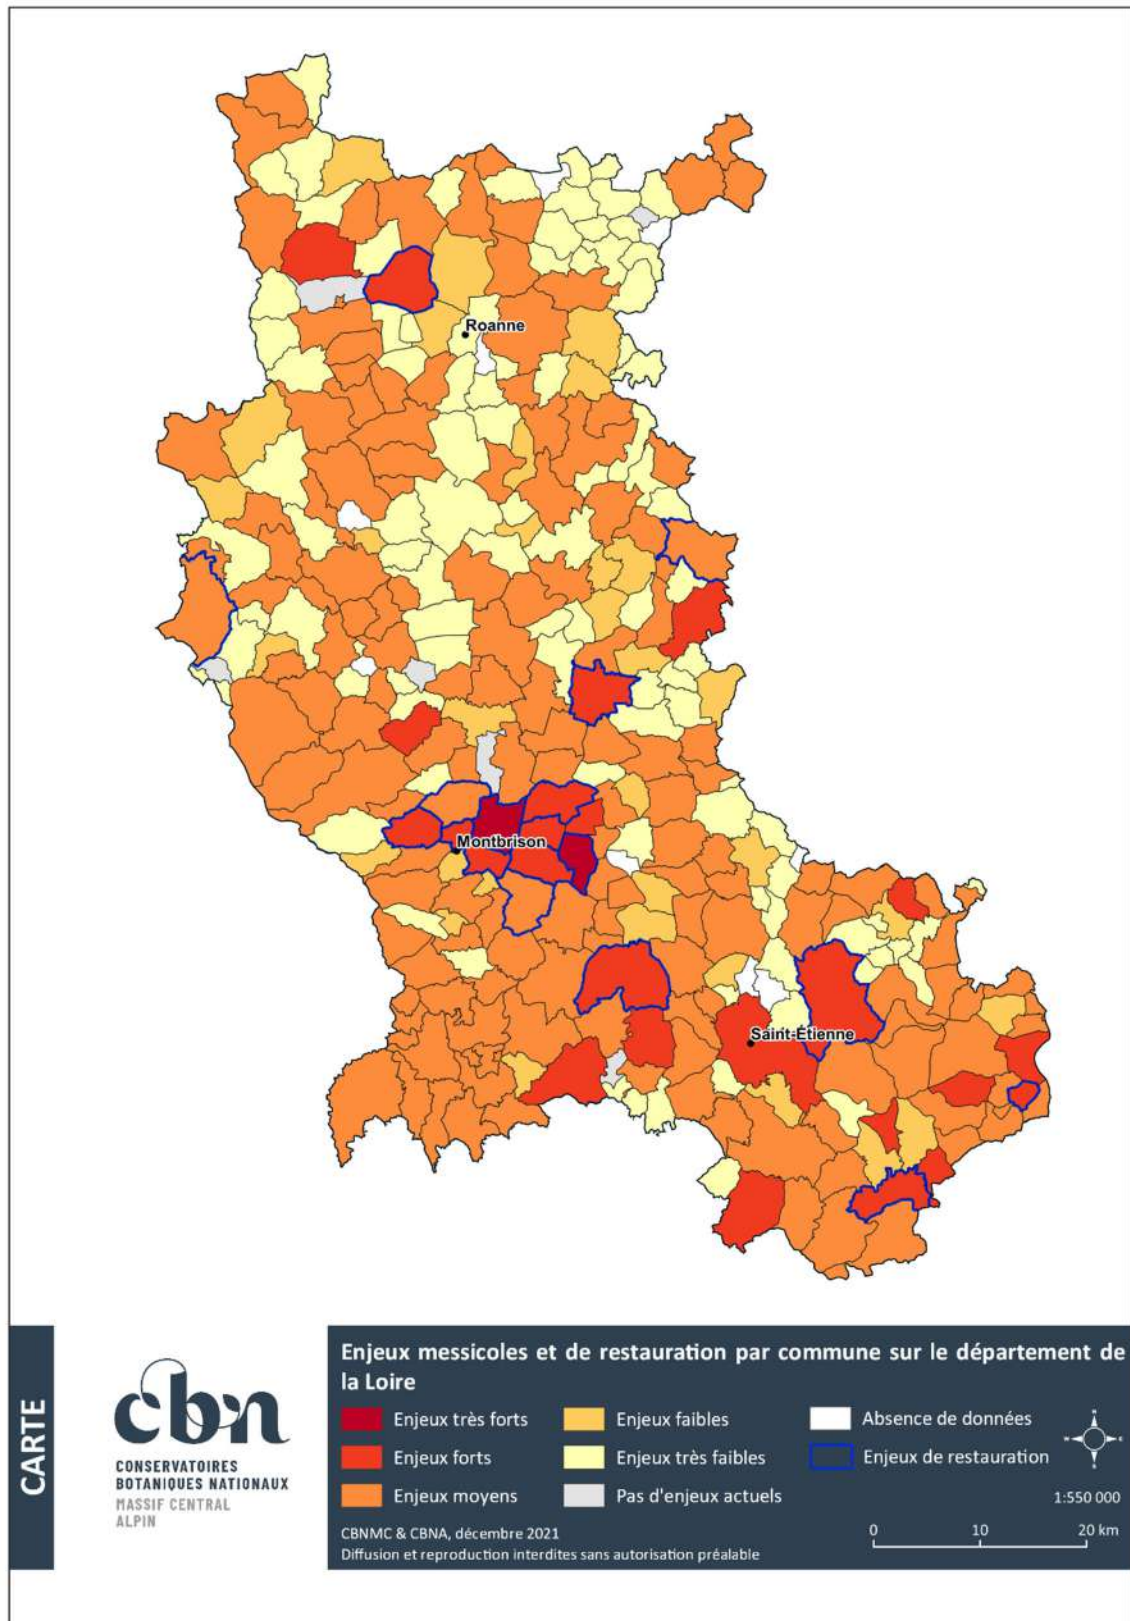 Roanne
Montbrison
Saint-Étienne
CARTE
cbn
CONSERVATOIRES
BOTANIQUES NATIONAUX
MASSIF CENTRAL
ALPIN
Enjeux messicoles et de restauration par commune sur le département de
la Loire
Enjeux très forts
Enjeux faibles
Absence de données
Enjeux forts
Enjeux très faibles
Enjeux de restauration
Enjeux moyens
Pas d'enjeux actuels
1:550 000
CBNMC & CBNA, décembre 2021
0 10 20 km
Diffusion et reproduction interdites sans autorisation préalable